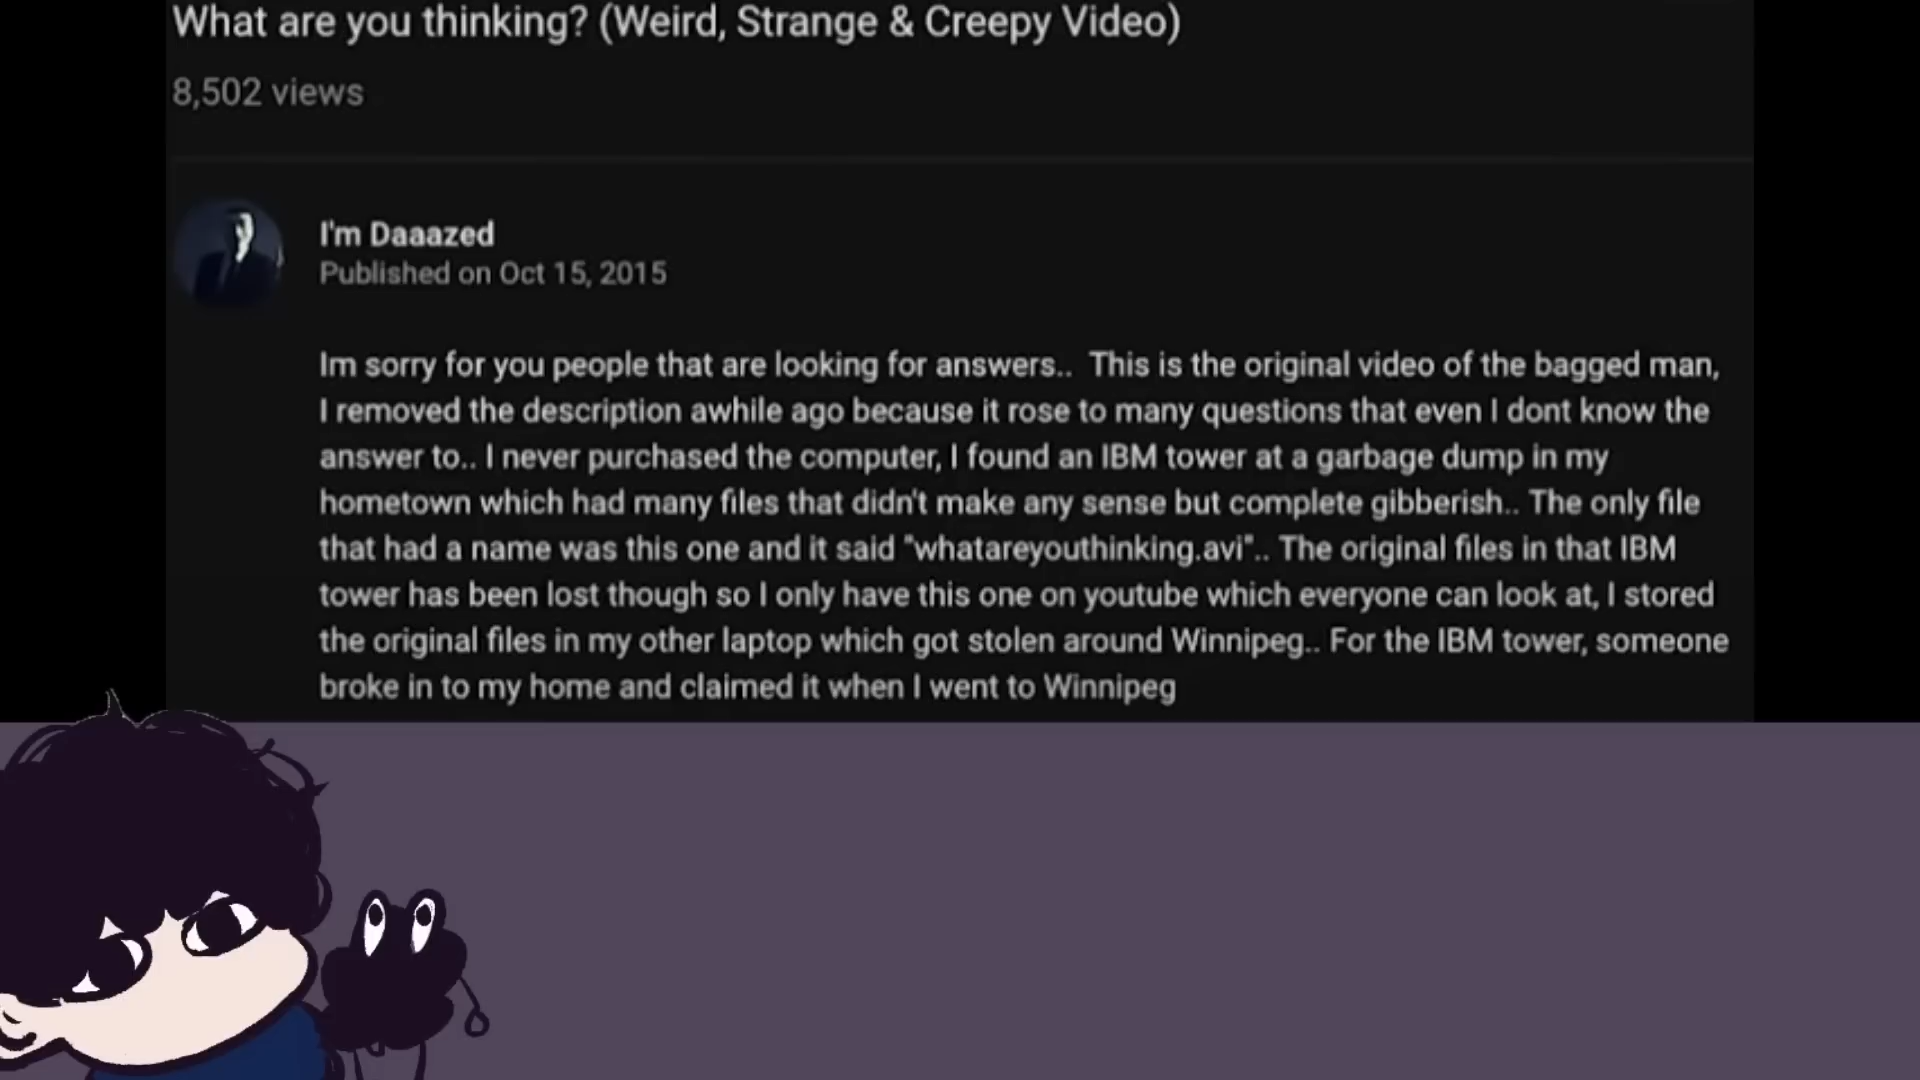 What are you thinking? (Weird, Strange & Creepy Video)
8,502 views
I'm Daaazed
Published on Oct 15, 2015
Im sorry for you people that are looking for answers.. This is the original video of the bagged man,
I removed the description awhile ago because it rose to many questions that even I dont know the
answer to.. I never purchased the computer, I found an IBM tower at a garbage dump in my
hometown which had many files that didn't make any sense but complete gibberish.. The only file
that had a name was this one and it said "whatareyouthinking.avi".. The original files in that IBM
tower has been lost though so I only have this one on youtube which everyone can look at, I stored
the original files in my other laptop which got stolen around Winnipeg.. For the IBM tower, someone
broke in to my home and claimed it when I went to Winnipeg